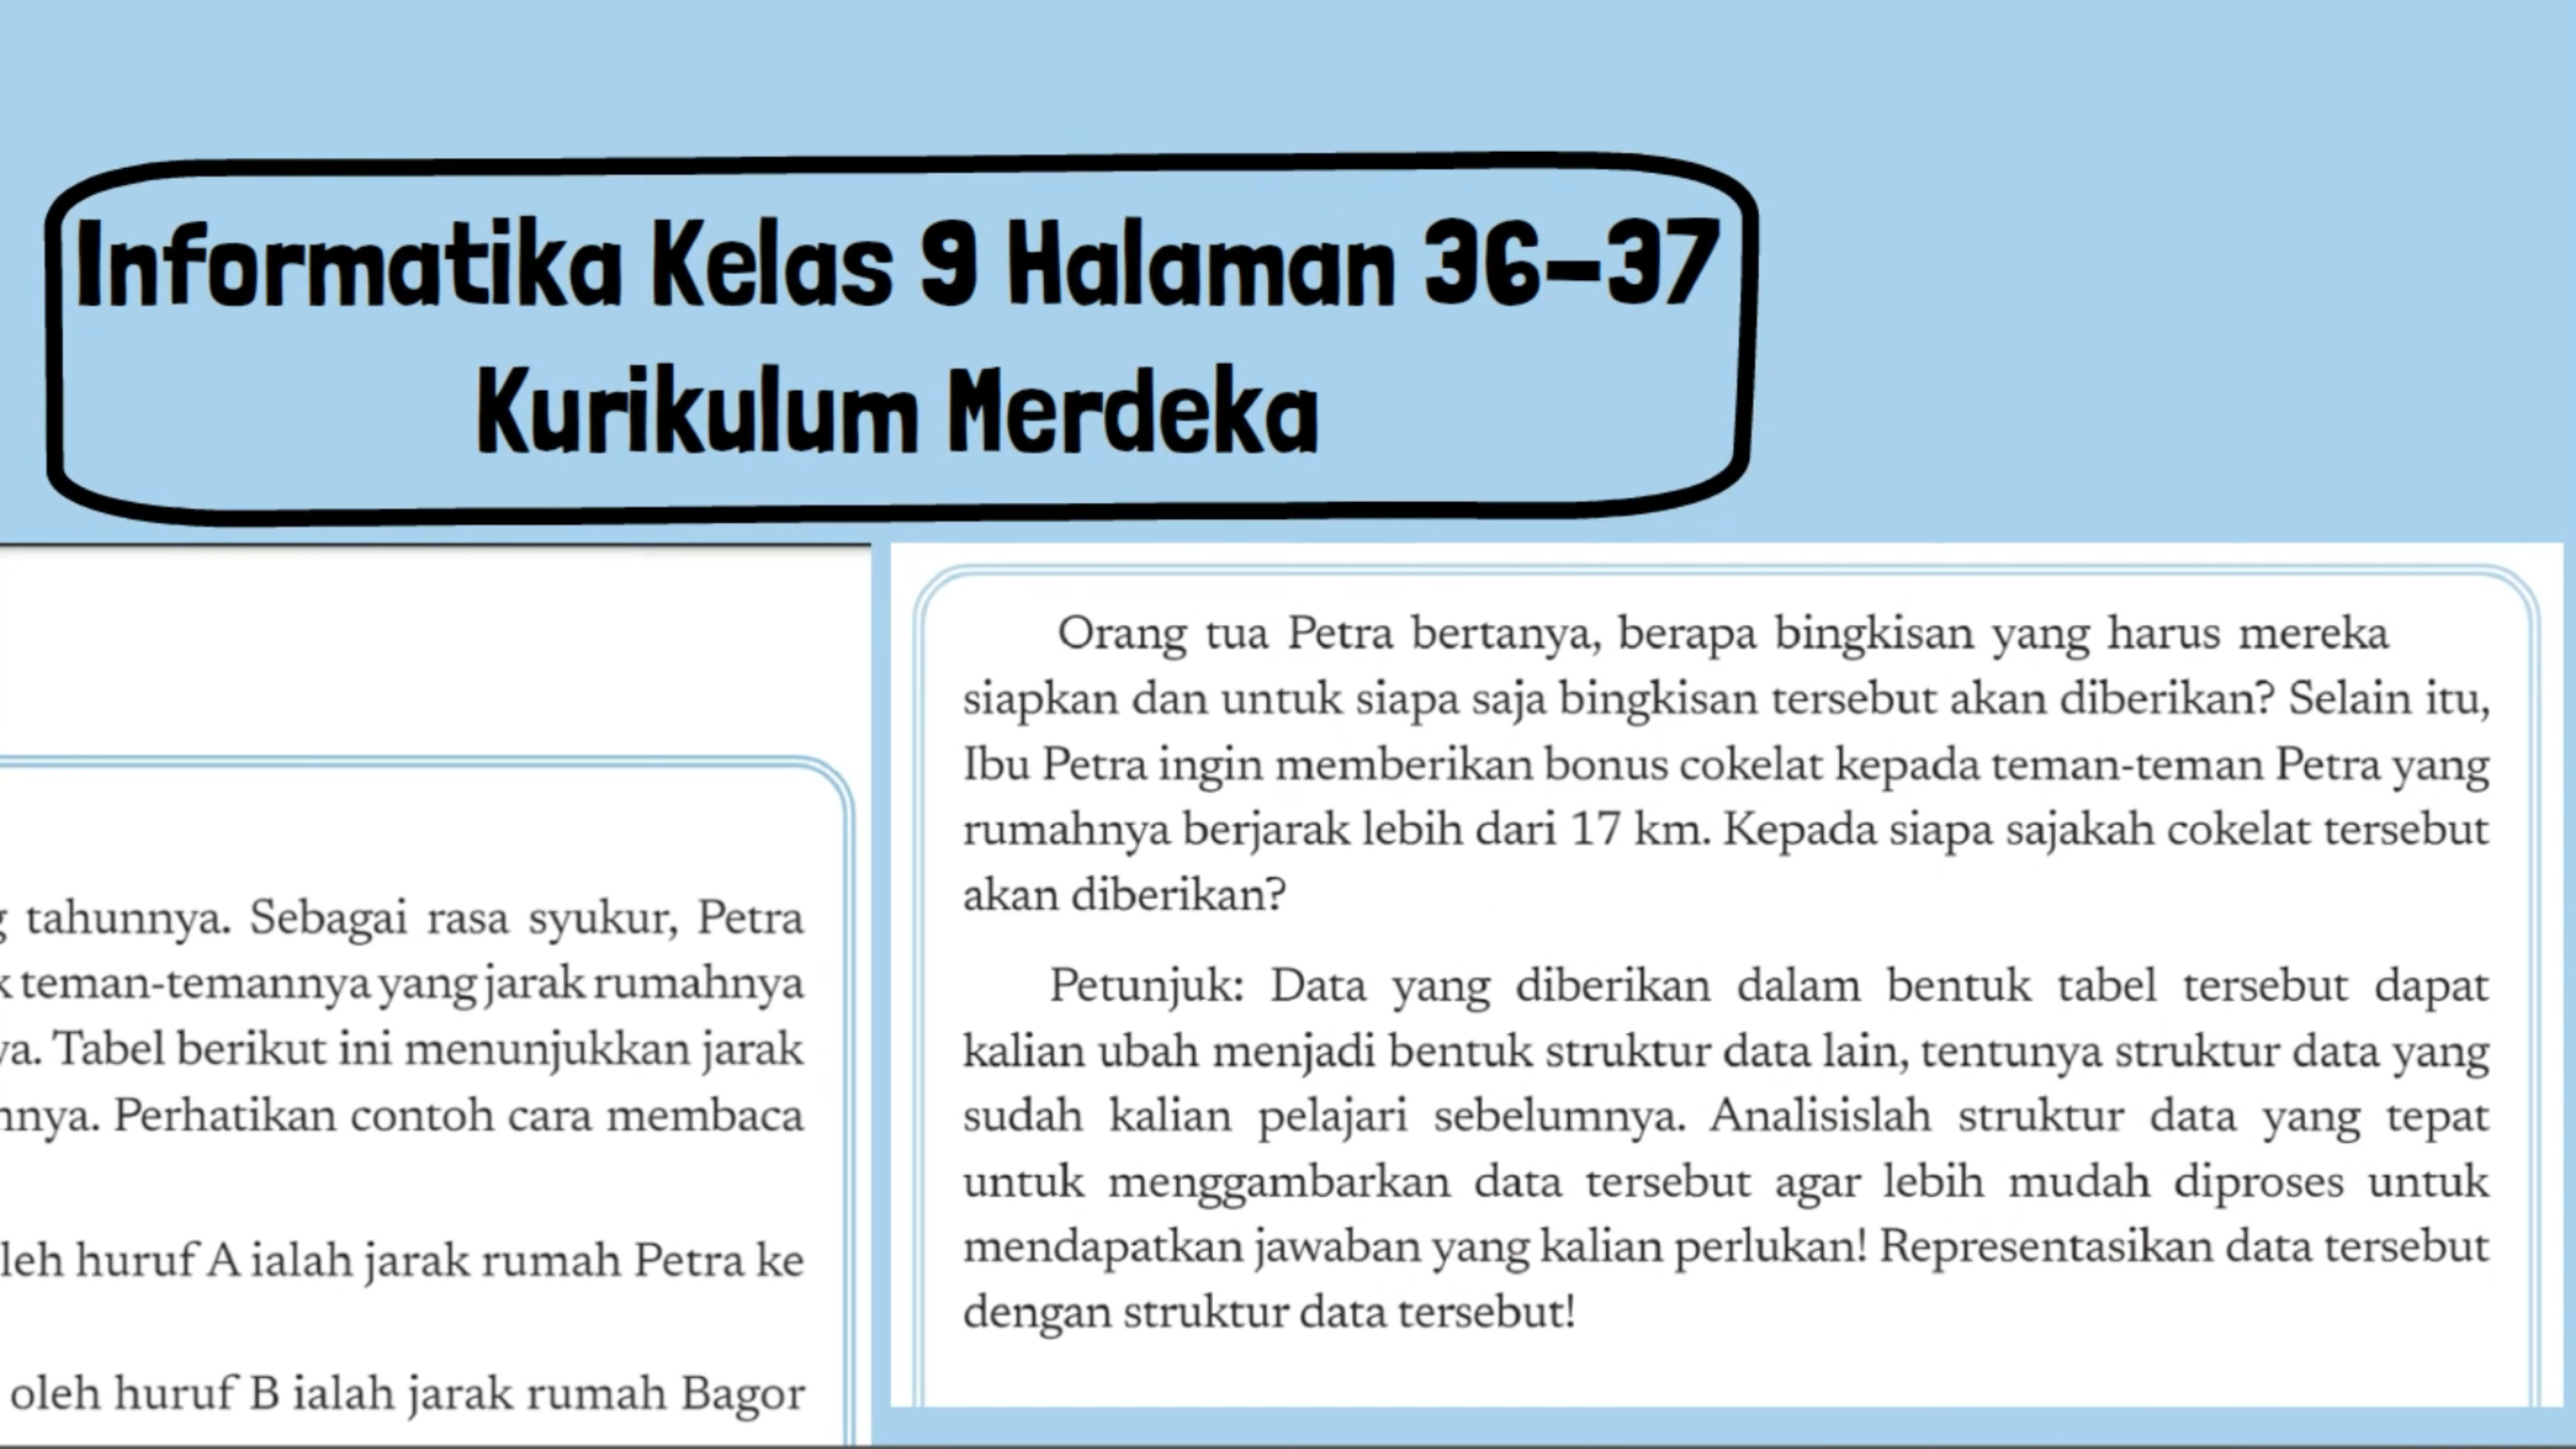 Informatika Kelas 9 Halaman 36-37
Kurikulum Merdeka
tahunnya. Sebagai rasa syukur, Petra
teman-temannya yang jarak rumahnya
Tabel berikut ini menunjukkan jarak
Perhatikan contoh cara membaca
huruf A ialah jarak rumah Petra ke
oleh huruf B ialah jarak rumah Bagor
Orang tua Petra bertanya, berapa bingkisan yang harus mereka
siapkan dan untuk siapa saja bingkisan tersebut akan diberikan? Selain itu,
Ibu Petra ingin memberikan bonus cokelat kepada teman-teman Petra yang
rumahnya berjarak lebih dari 17 km. Kepada siapa sajakah cokelat tersebut
akan diberikan?
Petunjuk: Data yang diberikan dalam bentuk tabel tersebut dapat
kalian ubah menjadi bentuk struktur data lain, tentunya struktur data yang
sudah kalian pelajari sebelumnya. Analisislah struktur data yang tepat
untuk menggambarkan data tersebut agar lebih mudah diproses untuk
mendapatkan jawaban yang kalian perlukan! Representasikan data tersebut
dengan struktur data tersebut!